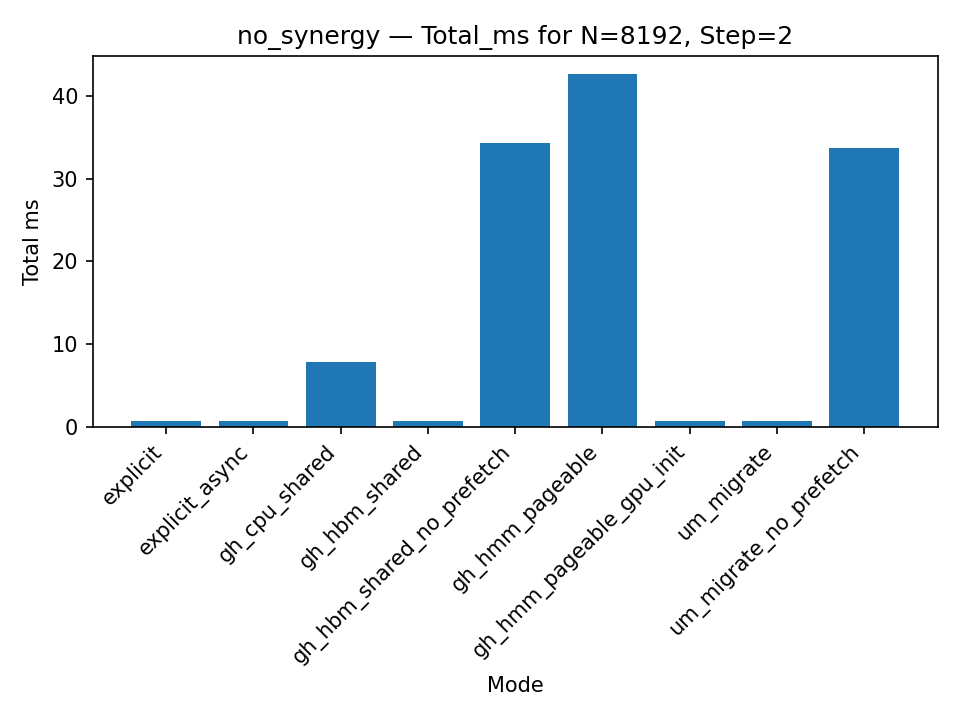 no_synergy — Total_ms for N=8192, Step=2
Total ms
40
30
20
10
0
explicit
explicit_async
gh_cpu_shared
gh_hbm_shared
gh_hbm_shared_no_prefetch
gh_hmm_pageable
gh_hmm_pageable_gpu_init
um_migrate
um_migrate_no_prefetch
Mode